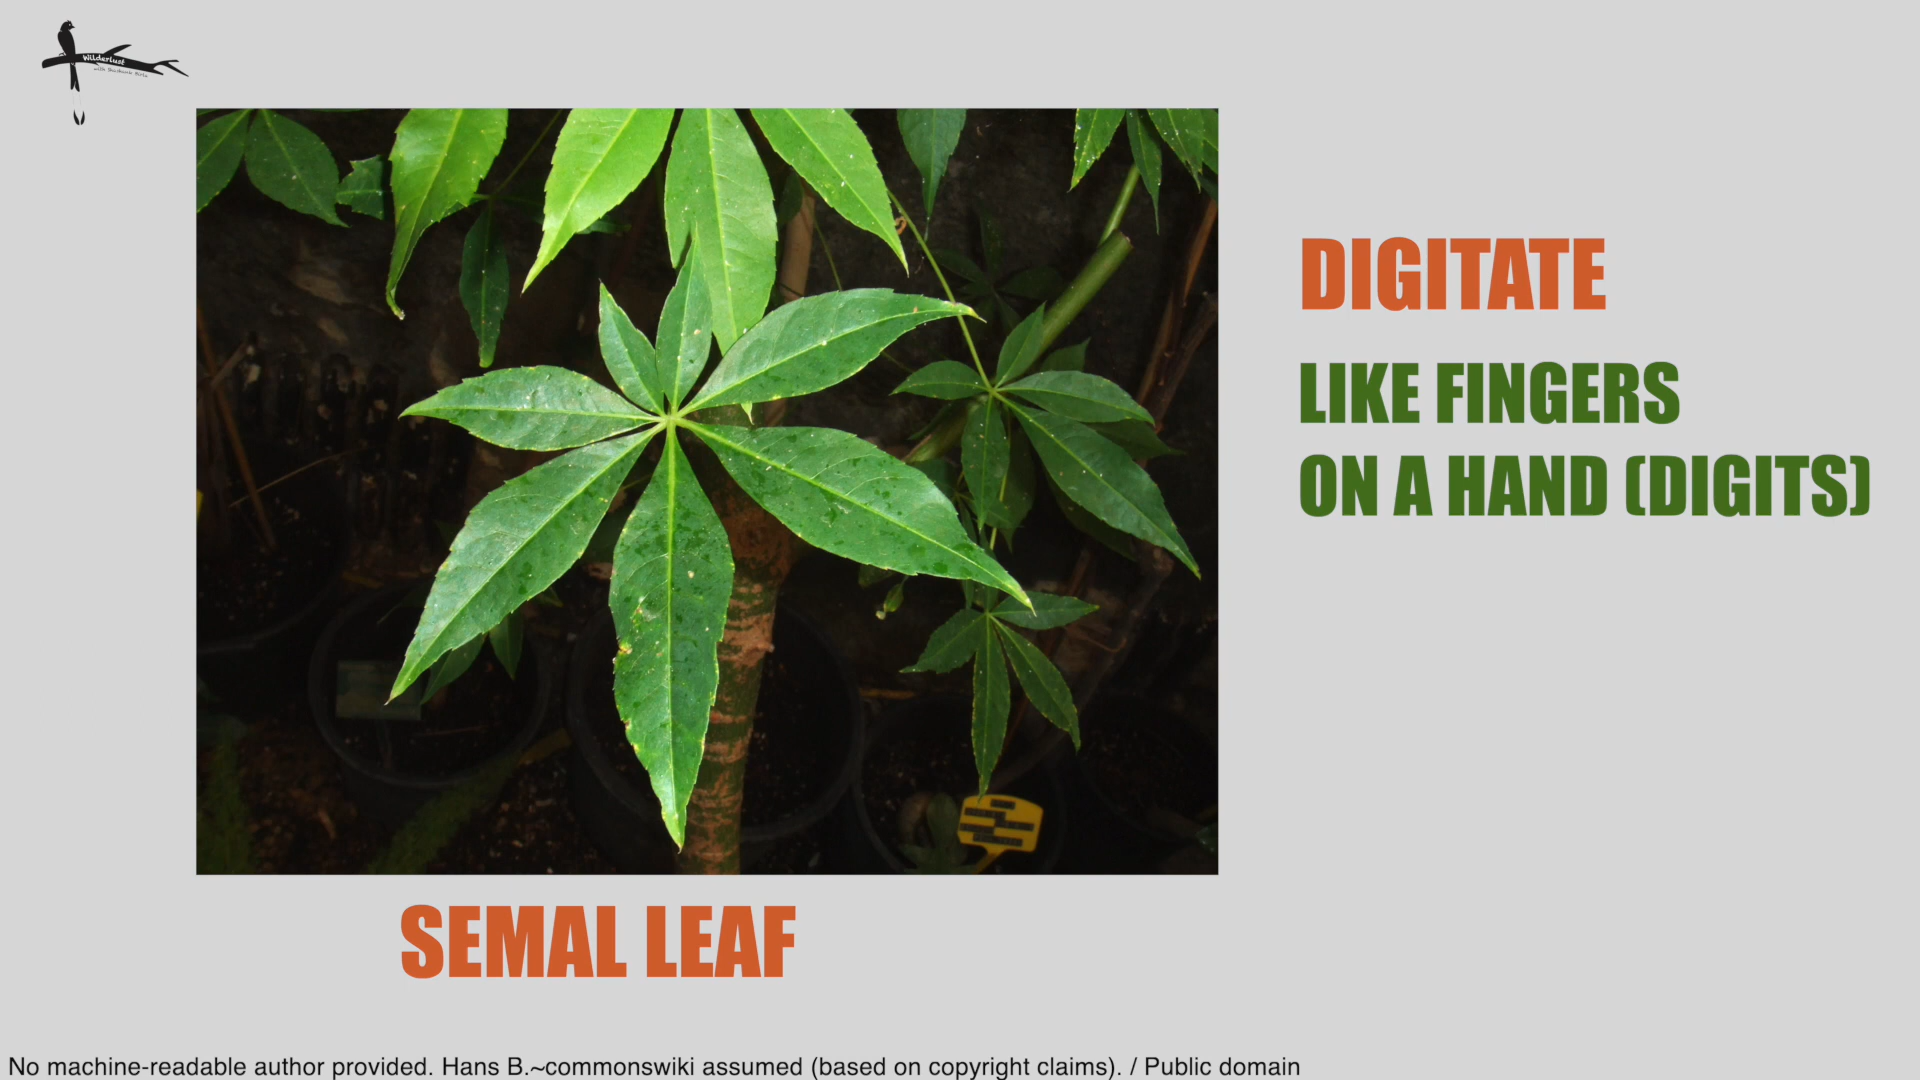 Wilderlust
DIGITATE
LIKE FINGERS
ON A HAND (DIGITS)
SEMAL LEAF
No machine-readable author provided. Hans B.~commonswiki assumed (based on copyright claims). / Public domain